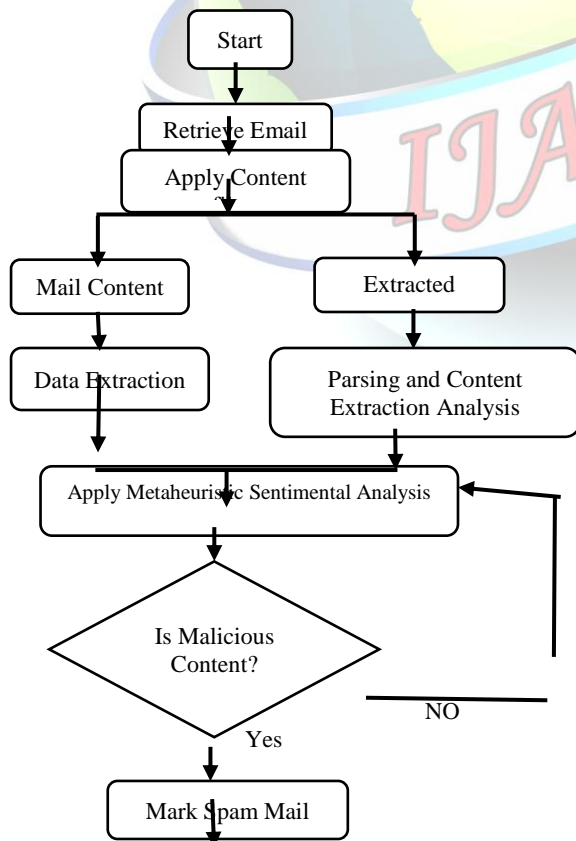 Start
Retrieve Email
Apply Content
IJA
Mail Content
Extracted
Data Extraction
Parsing and Content
Extraction Analysis
Apply Metaheuristic Sentimental Analysis
Is Malicious
Content?
NO
Yes
Mark Spam Mail